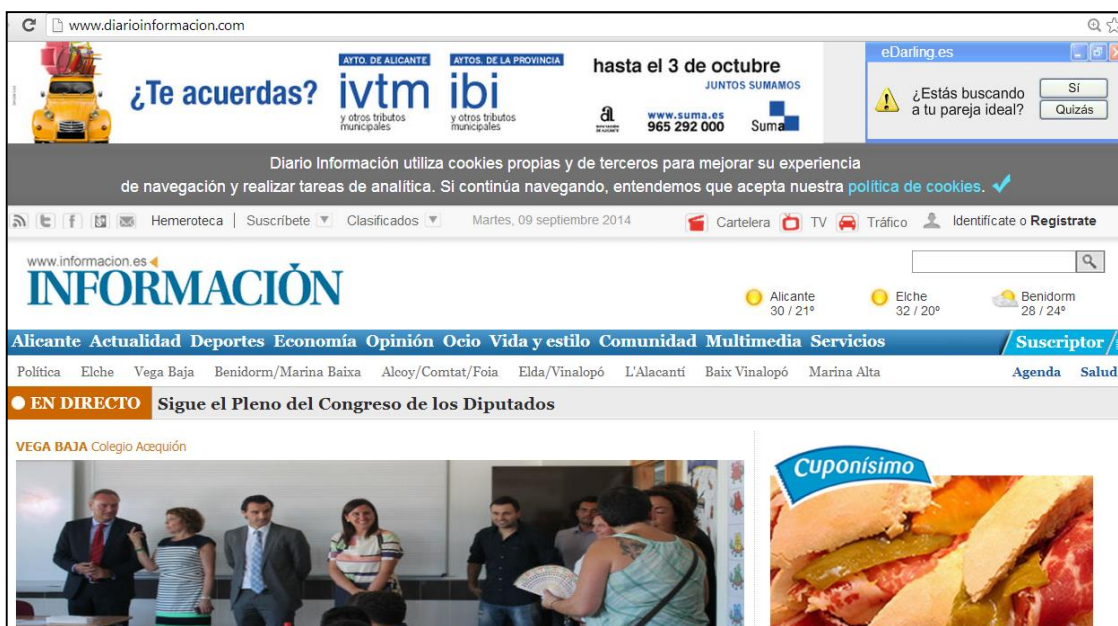 www.diarioinformacion.com
¿Te acuerdas?
AYTO. DE ALICANTE
ivtm
y otros tributos
municipales
AYTOS. DE LA PROVINCIA
ibi
y otros tributos
municipales
hasta el 3 de octubre
JUNTOS SUMAMOS
www.suma.es
965 292 000
Suma
eDarling.es
¿Estás buscando
a tu pareja ideal?
Sí
Quizás
Diario Información utiliza cookies propias y de terceros para mejorar su experiencia
de navegación y realizar tareas de analítica. Si continúa navegando, entendemos que acepta nuestra política de cookies.
Hemeroteca | Suscríbete Clasificados Martes, 09 septiembre 2014 Cartelera TV Tráfico Identifícate o Regístrate
www.informacion.es
INFORMACIÓN
Alicante
30 / 21º
Elche
32 / 20º
Benidorm
28 / 24º
Alicante Actualidad Deportes Economía Opinión Ocio Vida y estilo Comunidad Multimedia Servicios Suscriptor
Política Elche Vega Baja Benidorm/Marina Baixa Alcoy/Comtat/Foia Elda/Vinalopó L'Alacantí Baix Vinalopó Marina Alta Agenda Salud
EN DIRECTO Sigue el Pleno del Congreso de los Diputados
VEGA BAJA Colegio Acequión
Cuponísimo